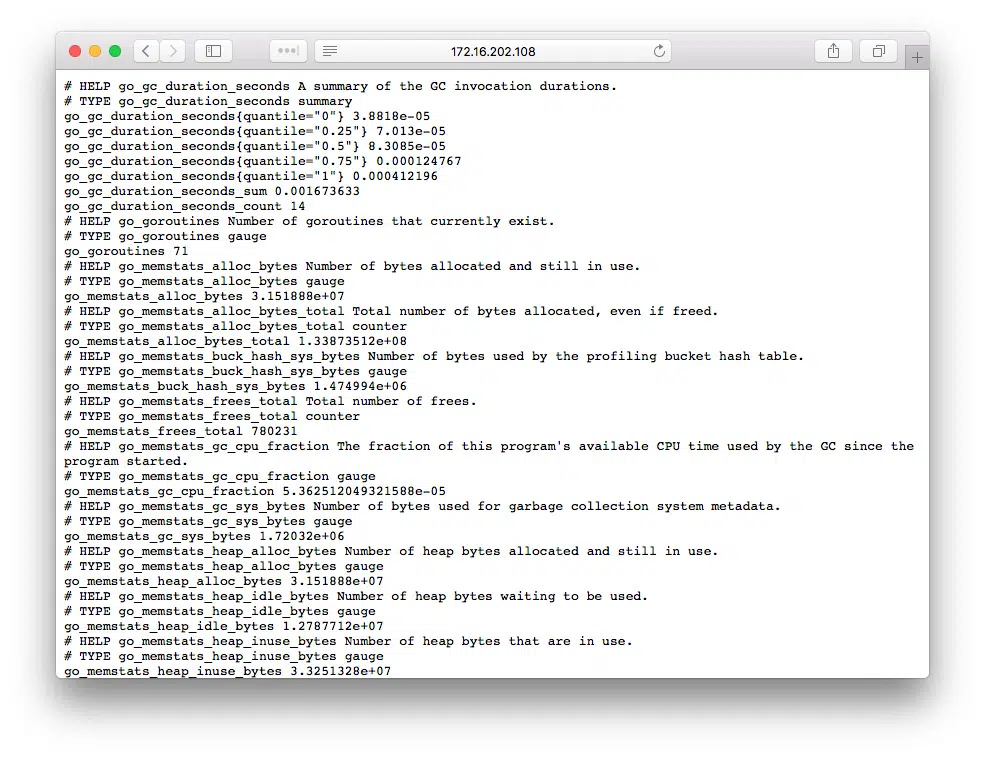 172.16.202.108
# HELP go_gc_duration_seconds A summary of the GC invocation durations.
# TYPE go_gc_duration_seconds summary
go_gc_duration_seconds{quantile="0"} 3.8818e-05
go_gc_duration_seconds{quantile="0.25"} 7.013e-05
go_gc_duration_seconds{quantile="0.5"} 8.3085e-05
go_gc_duration_seconds{quantile="0.75"} 0.000124767
go_gc_duration_seconds{quantile="1"} 0.000412196
go_gc_duration_seconds_sum 0.001673633
go_gc_duration_seconds_count 14
# HELP go_goroutines Number of goroutines that currently exist.
# TYPE go_goroutines gauge
go_goroutines 71
# HELP go_memstats_alloc_bytes Number of bytes allocated and still in use.
# TYPE go_memstats_alloc_bytes gauge
go_memstats_alloc_bytes 3.151888e+07
# HELP go_memstats_alloc_bytes_total Total number of bytes allocated, even if freed.
# TYPE go_memstats_alloc_bytes_total counter
go_memstats_alloc_bytes_total 1.33873512e+08
# HELP go_memstats_buck_hash_sys_bytes Number of bytes used by the profiling bucket hash table.
# TYPE go_memstats_buck_hash_sys_bytes gauge
go_memstats_buck_hash_sys_bytes 1.474994e+06
# HELP go_memstats_frees_total Total number of frees.
# TYPE go_memstats_frees_total counter
go_memstats_frees_total 780231
# HELP go_memstats_gc_cpu_fraction The fraction of this program's available CPU time used by the GC since the
program started.
# TYPE go_memstats_gc_cpu_fraction gauge
go_memstats_gc_cpu_fraction 5.362512049321588e-05
# HELP go_memstats_gc_sys_bytes Number of bytes used for garbage collection system metadata.
# TYPE go_memstats_gc_sys_bytes gauge
go_memstats_gc_sys_bytes 1.72032e+06
# HELP go_memstats_heap_alloc_bytes Number of heap bytes allocated and still in use.
# TYPE go_memstats_heap_alloc_bytes gauge
go_memstats_heap_alloc_bytes 3.151888e+07
# HELP go_memstats_heap_idle_bytes Number of heap bytes waiting to be used.
# TYPE go_memstats_heap_idle_bytes gauge
go_memstats_heap_idle_bytes 1.2787712e+07
# HELP go_memstats_heap_inuse_bytes Number of heap bytes that are in use.
# TYPE go_memstats_heap_inuse_bytes gauge
go_memstats_heap_inuse_bytes 3.3251328e+07